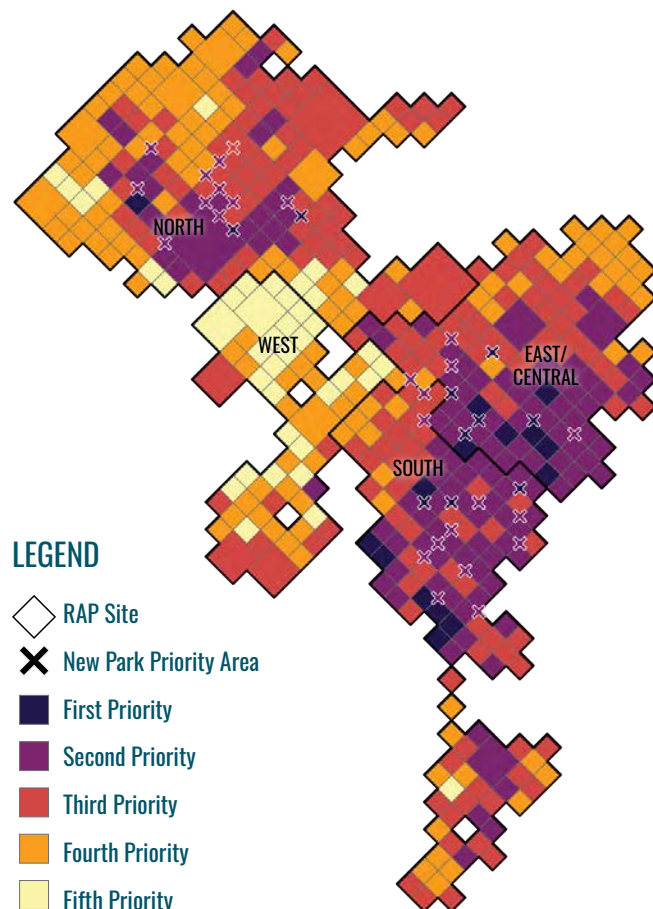 NORTH
WEST
EAST/
CENTRAL
SOUTH
LEGEND
RAP Site
New Park Priority Area
First Priority
Second Priority
Third Priority
Fourth Priority
Fifth Priority